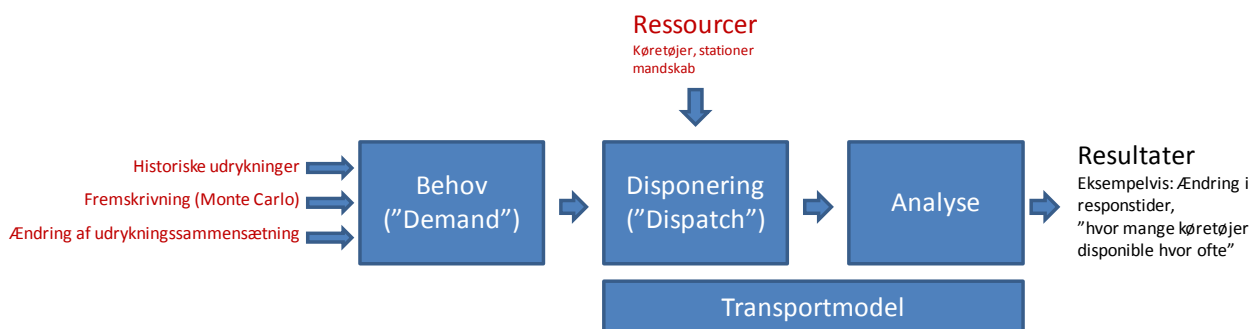 Ressourcer
Køretøjer, stationer
mandskab
Historiske udrykninger
Fremskrivning (Monte Carlo)
Ændring af udrykningssammensætning
Behov
(”Demand”)
Disponering
(”Dispatch”)
Analyse
Resultater
Eksempelvis: Ændring i
responstider,
”hvor mange køretøjer
disponible hvor ofte”
Transportmodel